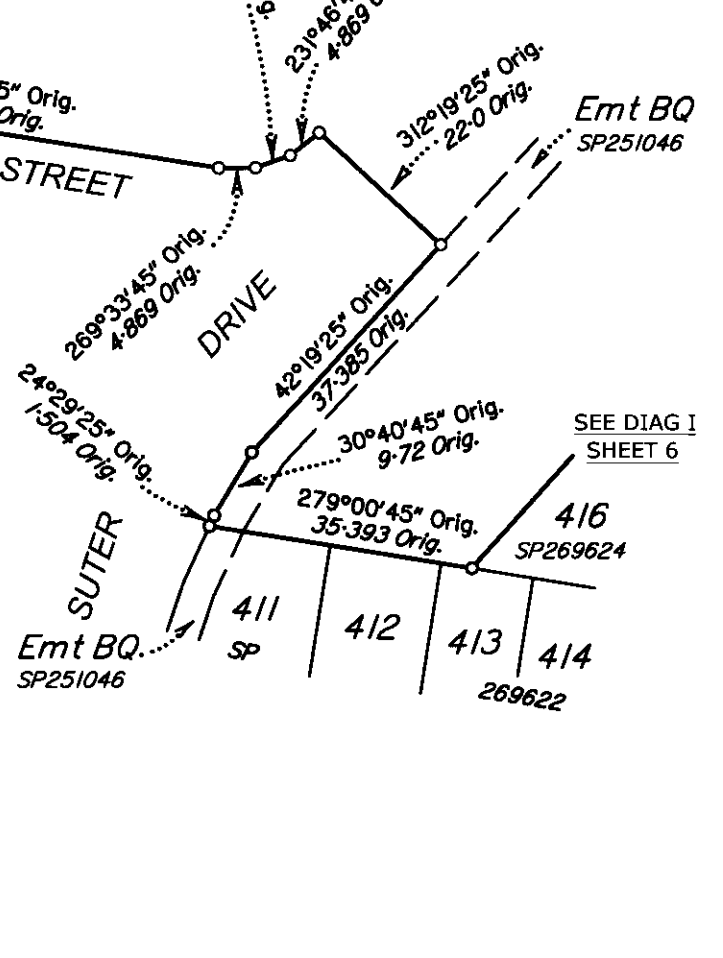 5" Orig.
Orig.
STREET
231°46'
4·869
312°19'25" Orig.
22·0 Orig.
Emt BQ
SP251046
269°33'45" Orig.
4·869 Orig.
DRIVE
42°19'25" Orig.
37·385 Orig.
24°29'25" Orig.
1·504 Orig.
30°40'45" Orig.
9·72 Orig.
SEE DIAG I
SHEET 6
279°00'45" Orig.
35·393 Orig.
416
SP269624
SUTER
411
SP
412
413
414
269622
Emt BQ
SP251046